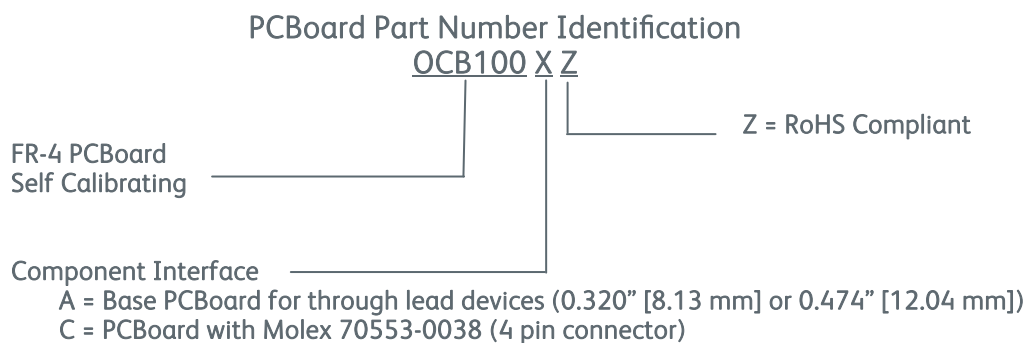 PCBoard Part Number Identification
OCB100 X Z
Z = RoHS Compliant
FR-4 PCBoard
Self Calibrating
Component Interface
A = Base PCBoard for through lead devices (0.320” [8.13 mm] or 0.474” [12.04 mm])
C = PCBoard with Molex 70553-0038 (4 pin connector)